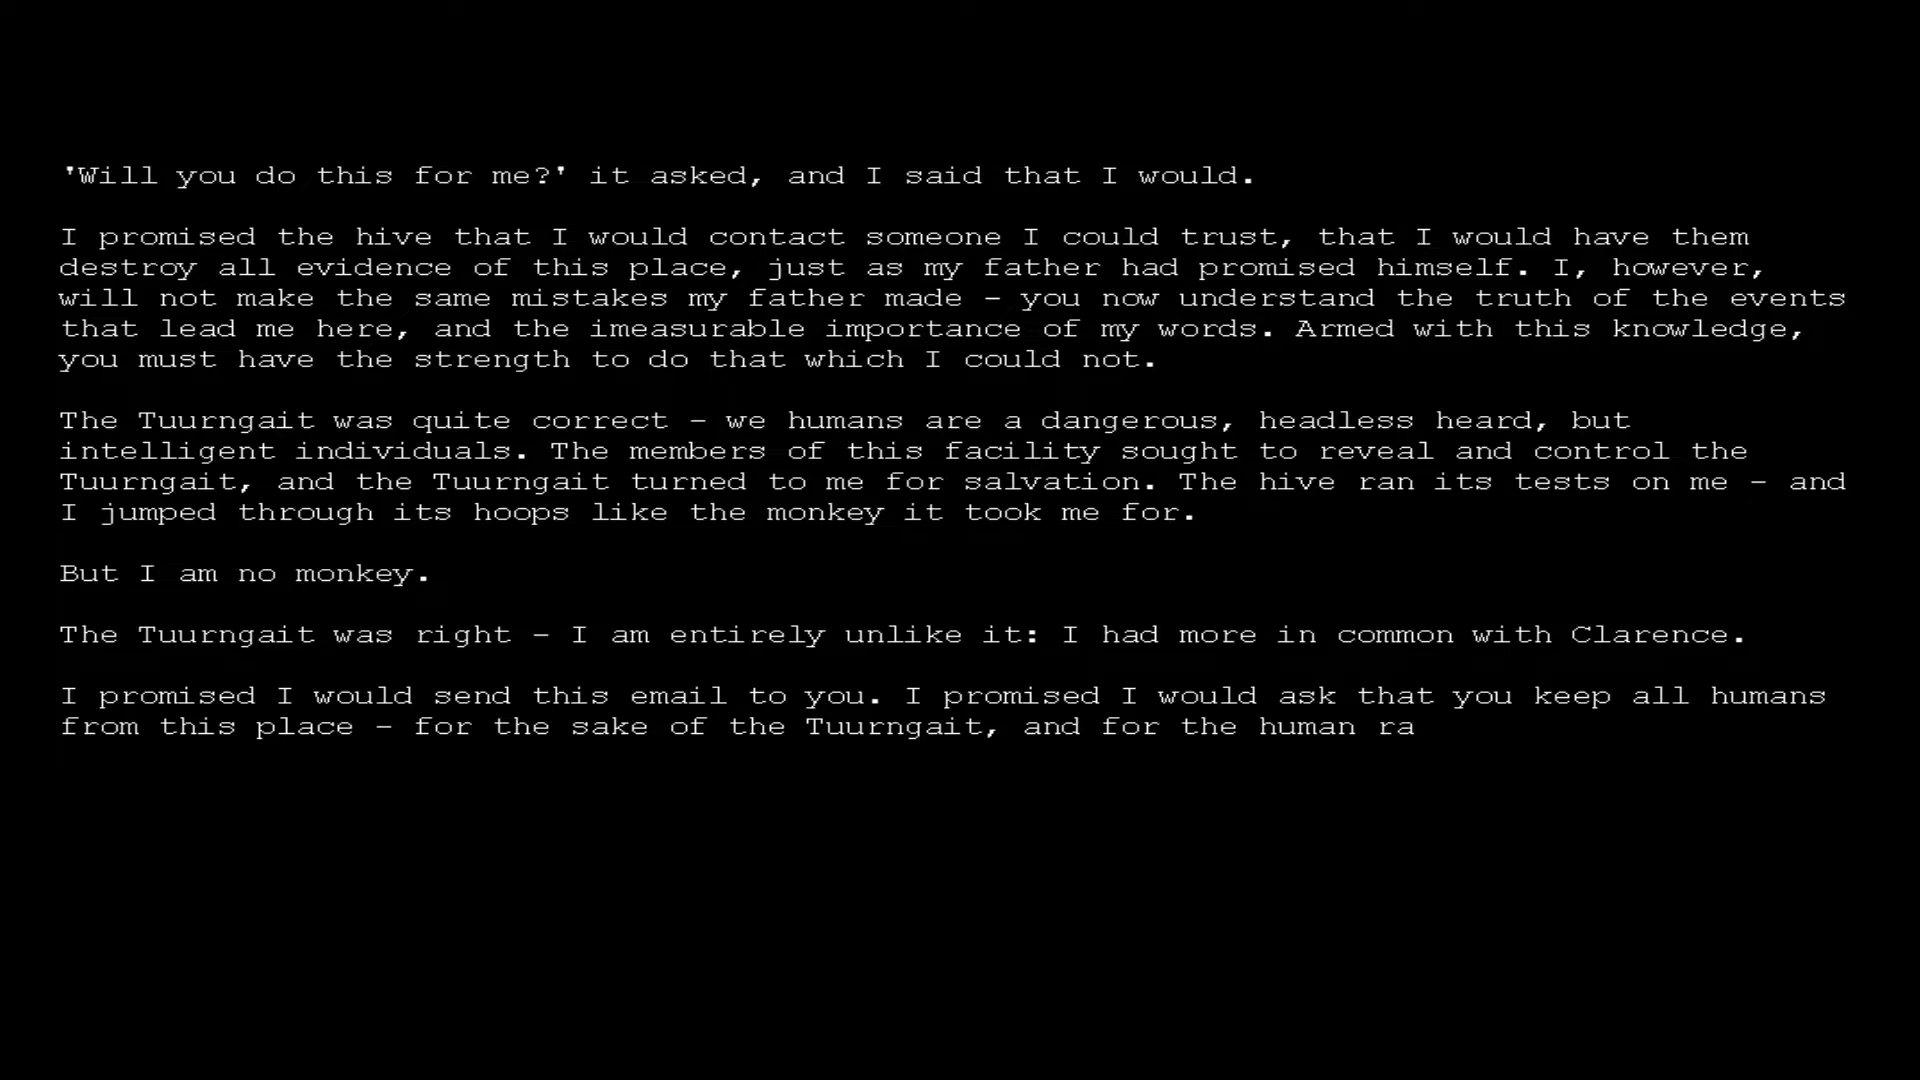 'Will you do this for me?' it asked, and I said that I would.
I promised the hive that I would contact someone I could trust, that I would have them
destroy all evidence of this place, just as my father had promised himself. I, however,
will not make the same mistakes my father made - you now understand the truth of the events
that lead me here, and the imeasurable importance of my words. Armed with this knowledge,
you must have the strength to do that which I could not.
The Tuurngait was quite correct - we humans are a dangerous, headless heard, but
intelligent individuals. The members of this facility sought to reveal and control the
Tuurngait, and the Tuurngait turned to me for salvation. The hive ran its tests on me - and
I jumped through its hoops like the monkey it took me for.
But I am no monkey.
The Tuurngait was right - I am entirely unlike it: I had more in common with Clarence.
I promised I would send this email to you. I promised I would ask that you keep all humans
from this place - for the sake of the Tuurngait, and for the human ra